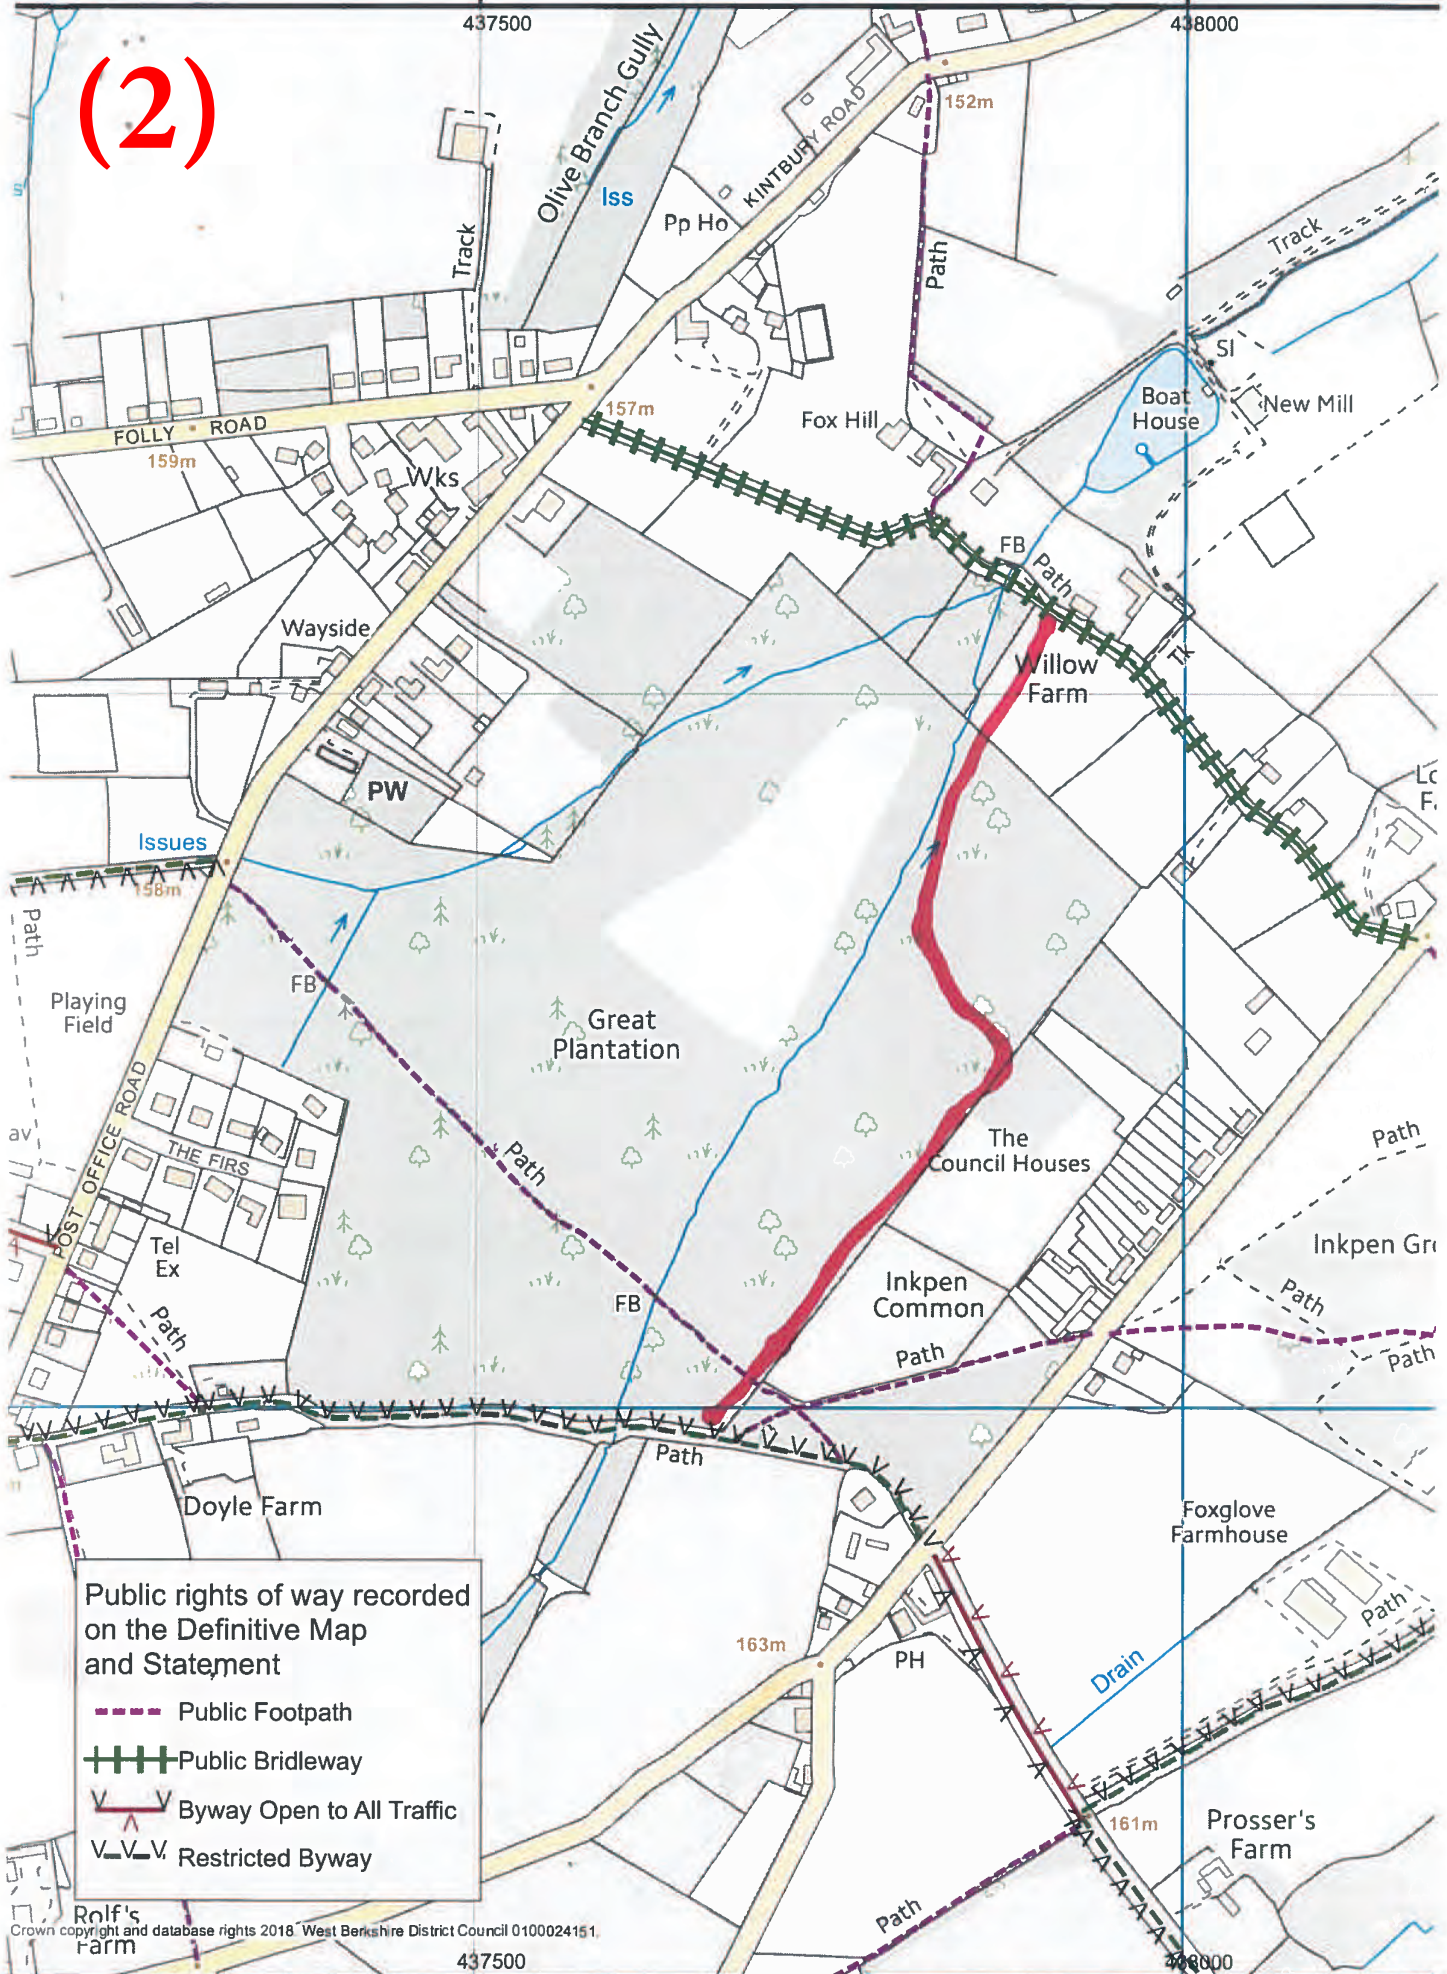 437500
438000
(2)
Olive Branch Gully
152m
KINTBURY ROAD
Iss
Pp Ho
Track
Path
Track
SI
Boat
House
New Mill
157m
Fox Hill
FOLLY ROAD
159m
Wks
FB
Path
Wayside
Willow
Farm
Tk
PW
Issues
158m
Path
FB
Playing
Field
Great
Plantation
POST OFFICE ROAD
THE FIRS
Path
The
Council Houses
Path
Tel
Ex
Inkpen
Common
FB
Path
Path
Path
Path
Path
Doyle Farm
Foxglove
Farmhouse
Public rights of way recorded
on the Definitive Map
and Statement
Public Footpath
Public Bridleway
Byway Open to All Traffic
Restricted Byway
163m
PH
Drain
Path
161m
Prosser's
Farm
Path
Rolf's
Farm
Crown copyright and database rights 2018 West Berkshire District Council 0100024151.
437500
438000